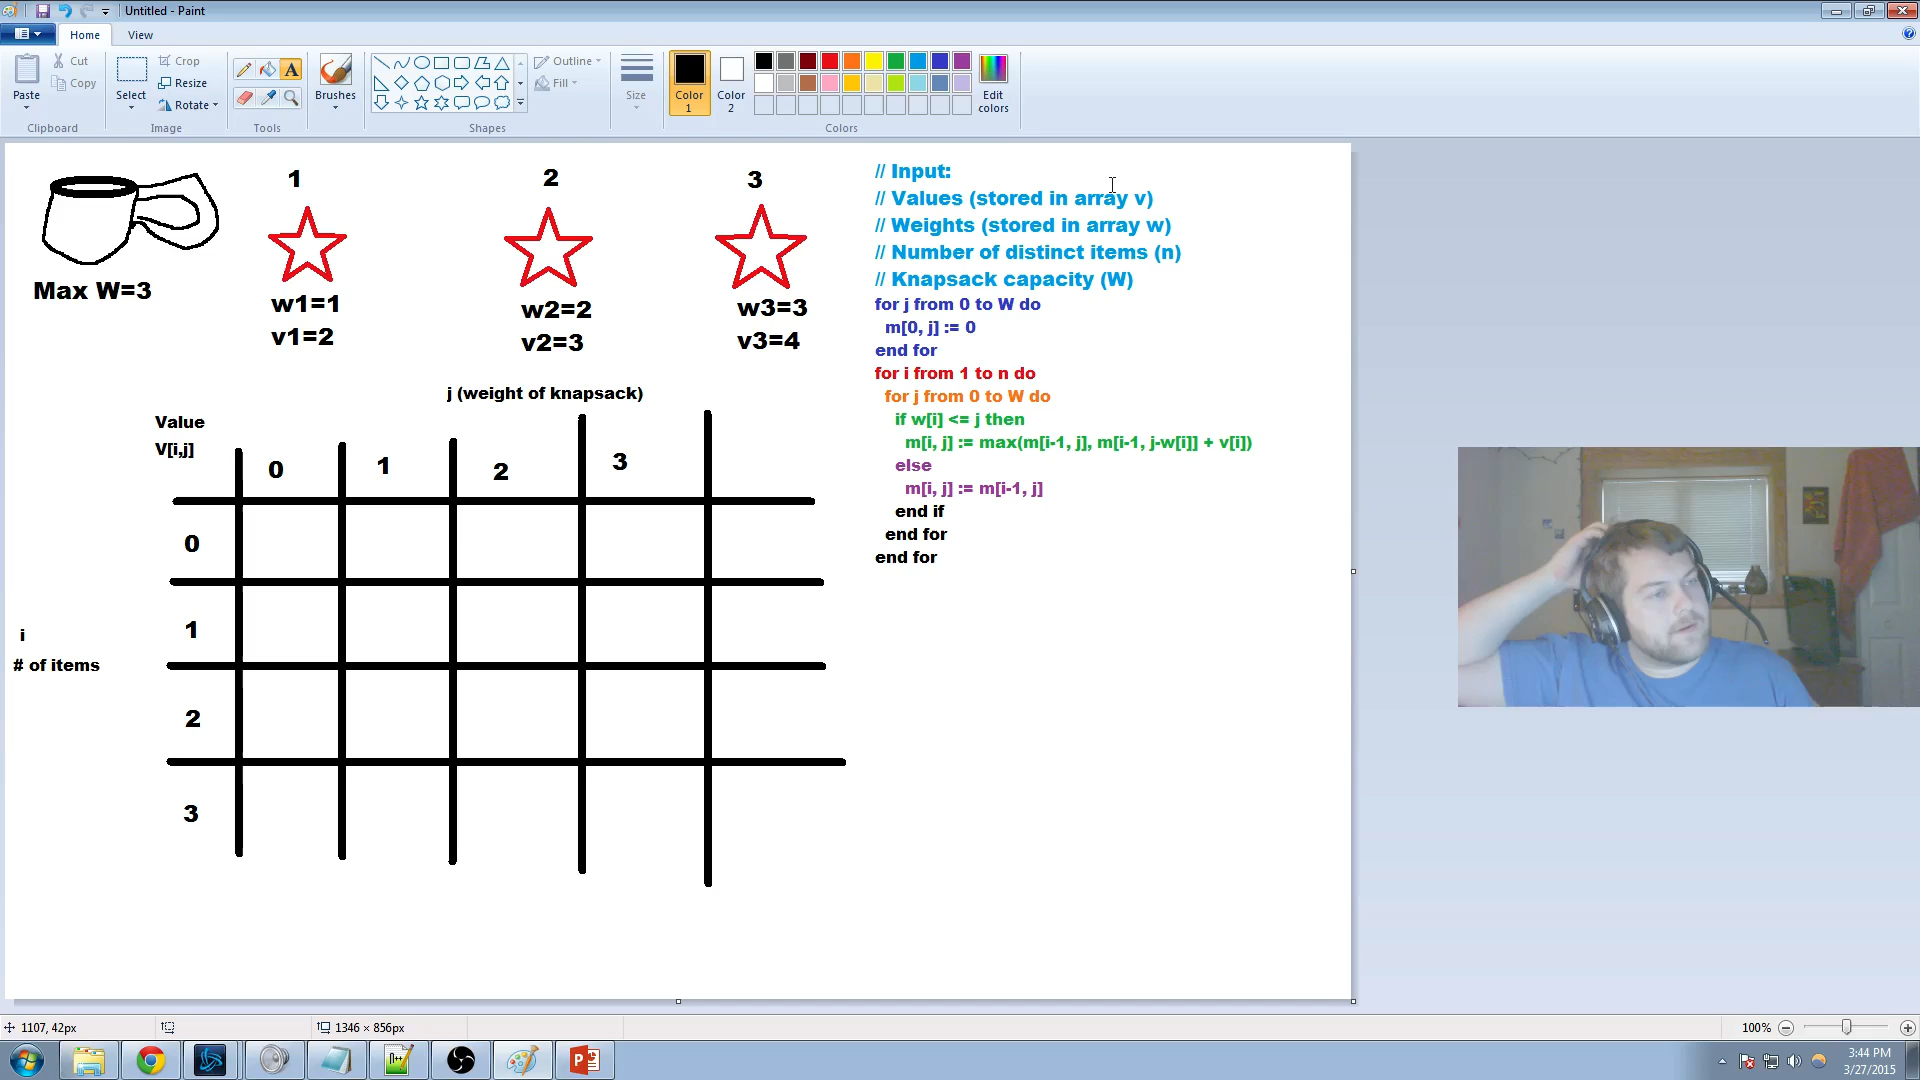 Untitled - Paint
Home
View
Paste
Cut
Copy
Clipboard
Select
Crop
Resize
Rotate
Image
A
Tools
Brushes
Outline
Fill
Shapes
Size
Color 1
Color 2
Edit colors
Colors
1
2
3
Max W=3
w1=1
v1=2
w2=2
v2=3
w3=3
v3=4
// Input:
// Values (stored in array v)
// Weights (stored in array w)
// Number of distinct items (n)
// Knapsack capacity (W)
for j from 0 to W do
m[0, j] := 0
end for
for i from 1 to n do
for j from 0 to W do
if w[i] <= j then
m[i, j] := max(m[i-1, j], m[i-1, j-w[i]] + v[i])
else
m[i, j] := m[i-1, j]
end if
end for
end for
j (weight of knapsack)
Value
V[i,j]
0 1 2 3
0
1
i
# of items
2
3
1107, 42px
1346 × 856px
100%
3:44 PM
3/27/2015